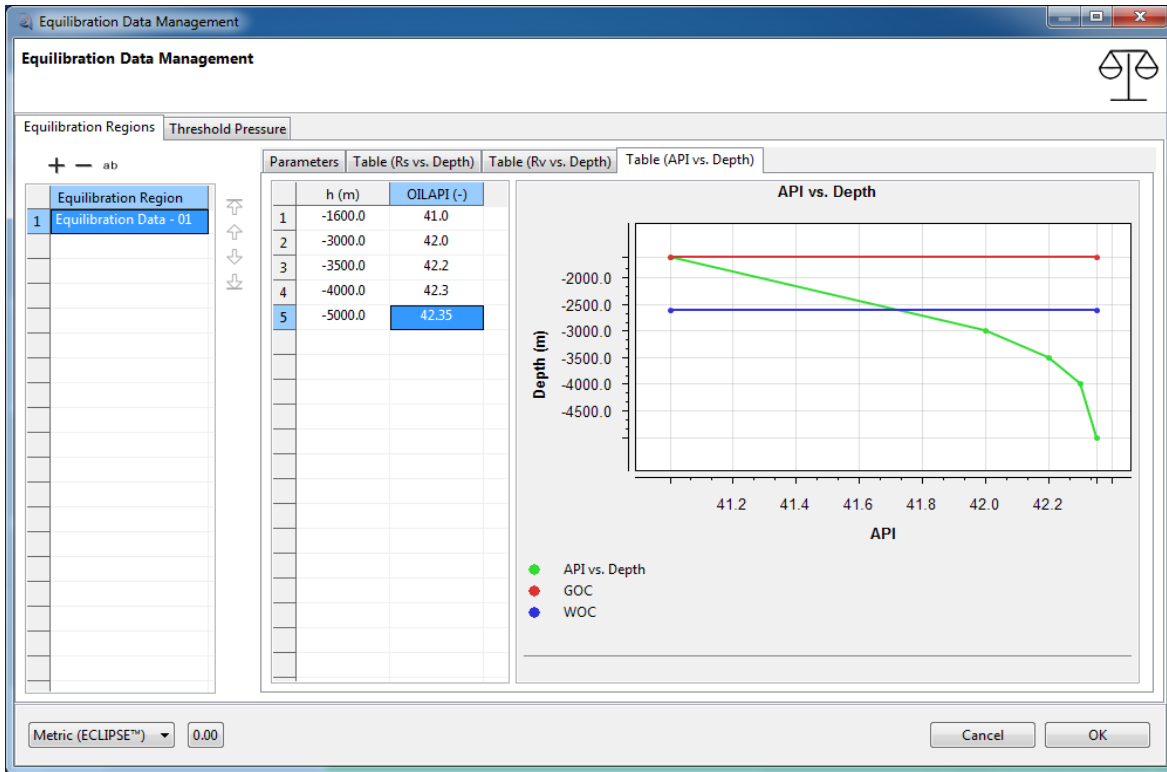 Equilibration Data Management
Equilibration Data Management
Equilibration Regions Threshold Pressure
ab
Parameters Table (Rs vs. Depth) Table (Rv vs. Depth) Table (API vs. Depth)
Equilibration Region
1 Equilibration Data - 01
h (m) OILAPI (-)
1 -1600.0 41.0
2 -3000.0 42.0
3 -3500.0 42.2
4 -4000.0 42.3
5 -5000.0 42.35
API vs. Depth
Depth (m)
-2000.0
-2500.0
-3000.0
-3500.0
-4000.0
-4500.0
41.2 41.4 41.6 41.8 42.0 42.2
API
API vs. Depth
GOC
WOC
Metric (ECLIPSE™) 0.00 Cancel OK